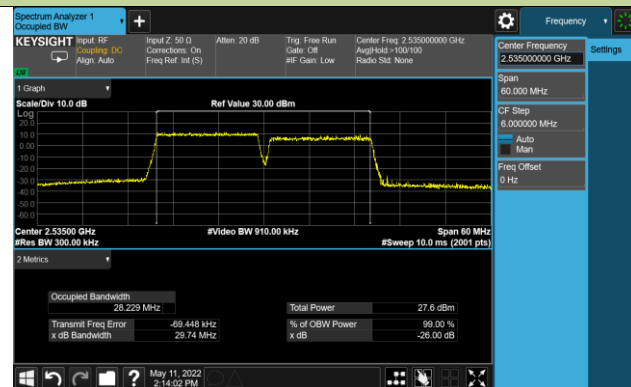 Spectrum Analyzer 1
Occupied BW
Frequency
KEYSIGHT
Input: RF
Coupling: DC
Align: Auto
Input Z: 50 Ω
Corrections: On
Freq Ref: Int (S)
Atten: 20 dB
Trig: Free Run
Gate: Off
#IF Gain: Low
Center Freq: 2.535000000 GHz
Avg|Hold:>100/100
Radio Std: None
Center Frequency
2.535000000 GHz
Settings
Span
60.000 MHz
CF Step
6.000000 MHz
Auto
Man
Freq Offset
0 Hz
1 Graph
Scale/Div 10.0 dB
Ref Value 30.00 dBm
Log
20.0
10.0
0.00
-10.0
-20.0
-30.0
-40.0
-50.0
-60.0
Center 2.53500 GHz
#Video BW 910.00 kHz
Span 60 MHz
#Res BW 300.00 kHz
#Sweep 10.0 ms (2001 pts)
2 Metrics
Occupied Bandwidth
28.229 MHz
Total Power 27.6 dBm
Transmit Freq Error -69.448 kHz
% of OBW Power 99.00 %
x dB Bandwidth 29.74 MHz
x dB -26.00 dB
?
May 11, 2022
2:14:02 PM